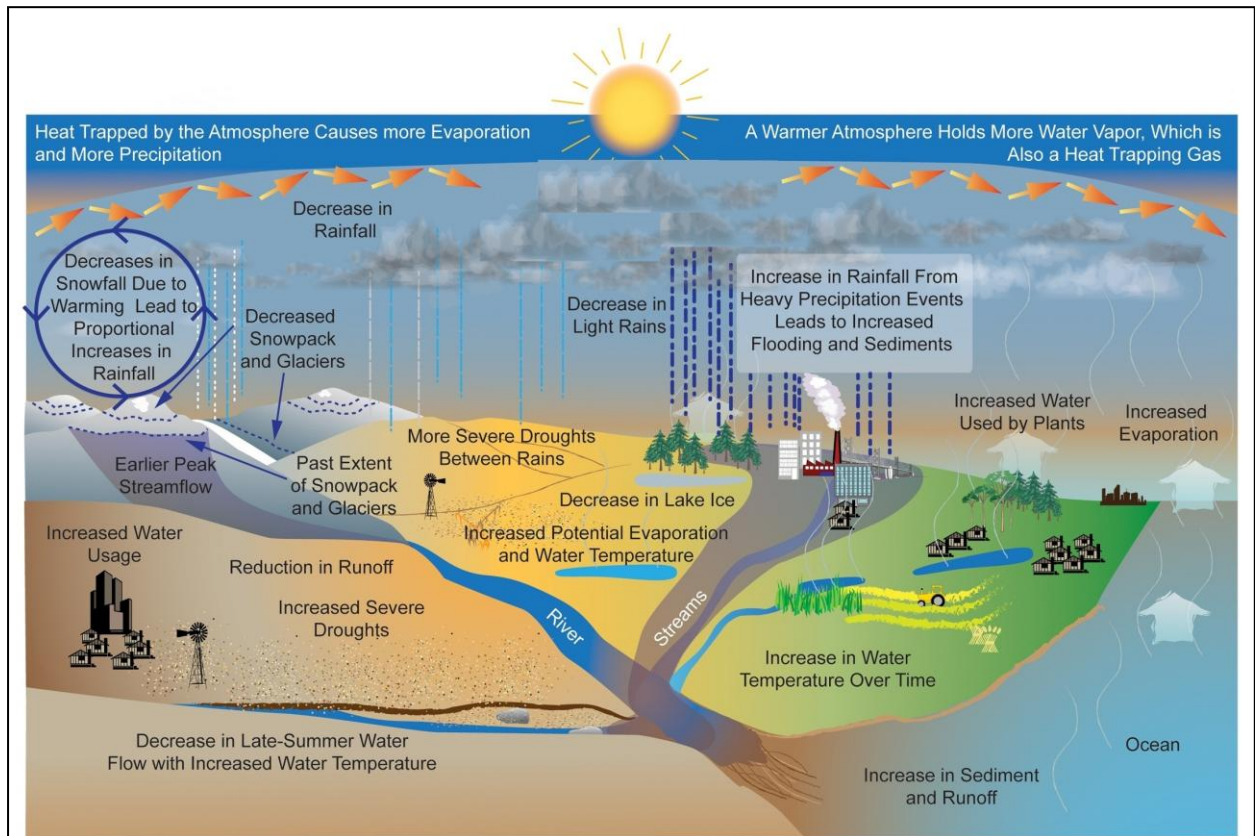 Heat Trapped by the Atmosphere Causes more Evaporation
and More Precipitation
A Warmer Atmosphere Holds More Water Vapor, Which is
Also a Heat Trapping Gas
Decrease in
Rainfall
Decreases in
Snowfall Due to
Warming Lead to
Proportional
Increases in
Rainfall
Decreased
Snowpack
and Glaciers
Decrease in
Light Rains
Increase in Rainfall From
Heavy Precipitation Events
Leads to Increased
Flooding and Sediments
Increased Water
Used by Plants
Increased
Evaporation
Earlier Peak
Streamflow
Past Extent
of Snowpack
and Glaciers
More Severe Droughts
Between Rains
Decrease in Lake Ice
Increased Potential Evaporation
and Water Temperature
Increased Water
Usage
Reduction in Runoff
Increased Severe
Droughts
River
Streams
Increase in Water
Temperature Over Time
Decrease in Late-Summer Water
Flow with Increased Water Temperature
Increase in Sediment
and Runoff
Ocean